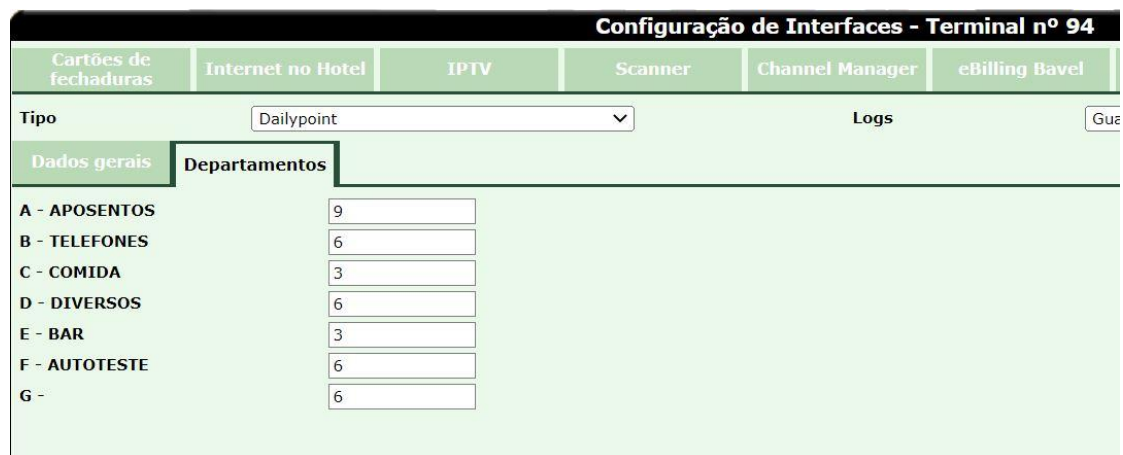 Configuração de Interfaces - Terminal nº 94
Cartões de fechaduras Internet no Hotel IPTV Scanner Channel Manager eBilling Bavel
Tipo Dailypoint Logs Gua
Dados gerais Departamentos
A - APOSENTOS 9
B - TELEFONES 6
C - COMIDA 3
D - DIVERSOS 6
E - BAR 3
F - AUTOTESTE 6
G - 6